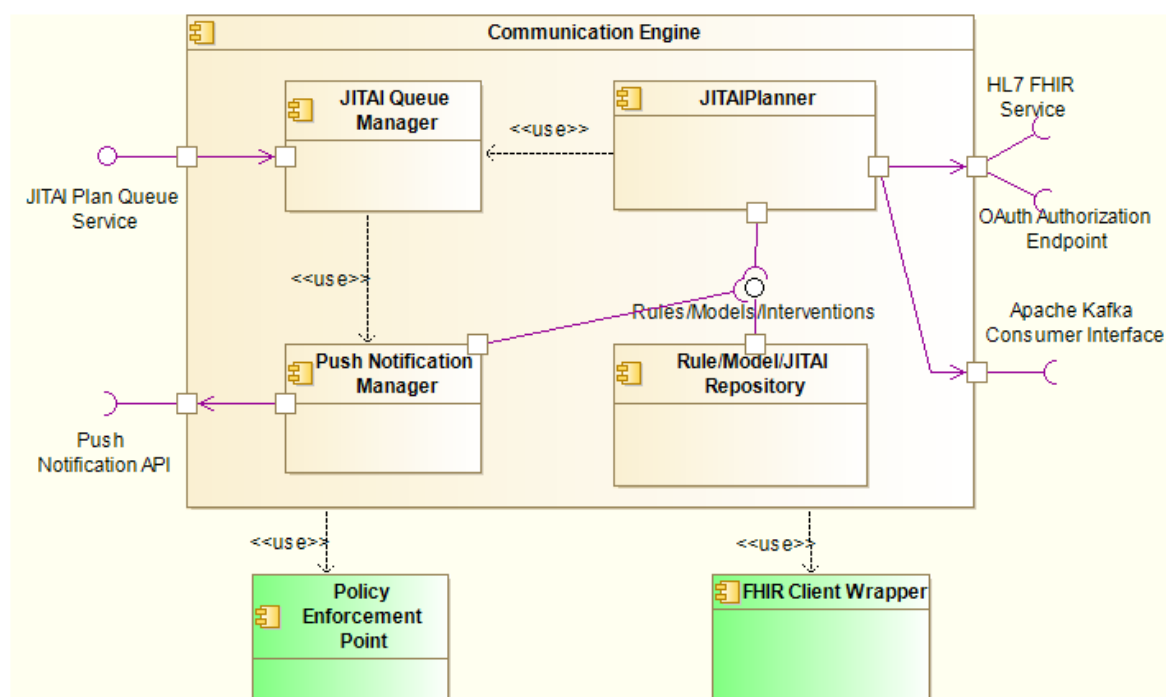 Communication Engine
JITAI Queue
Manager
JITAIPlanner
HL7 FHIR
Service
<<use>>
JITAI Plan Queue
Service
OAuth Authorization
Endpoint
<<use>>
Rules/Models/Interventions
Apache Kafka
Consumer Interface
Push Notification
Manager
Rule/Model/JITAI
Repository
Push
Notification API
<<use>>
<<use>>
Policy
Enforcement
Point
FHIR Client Wrapper